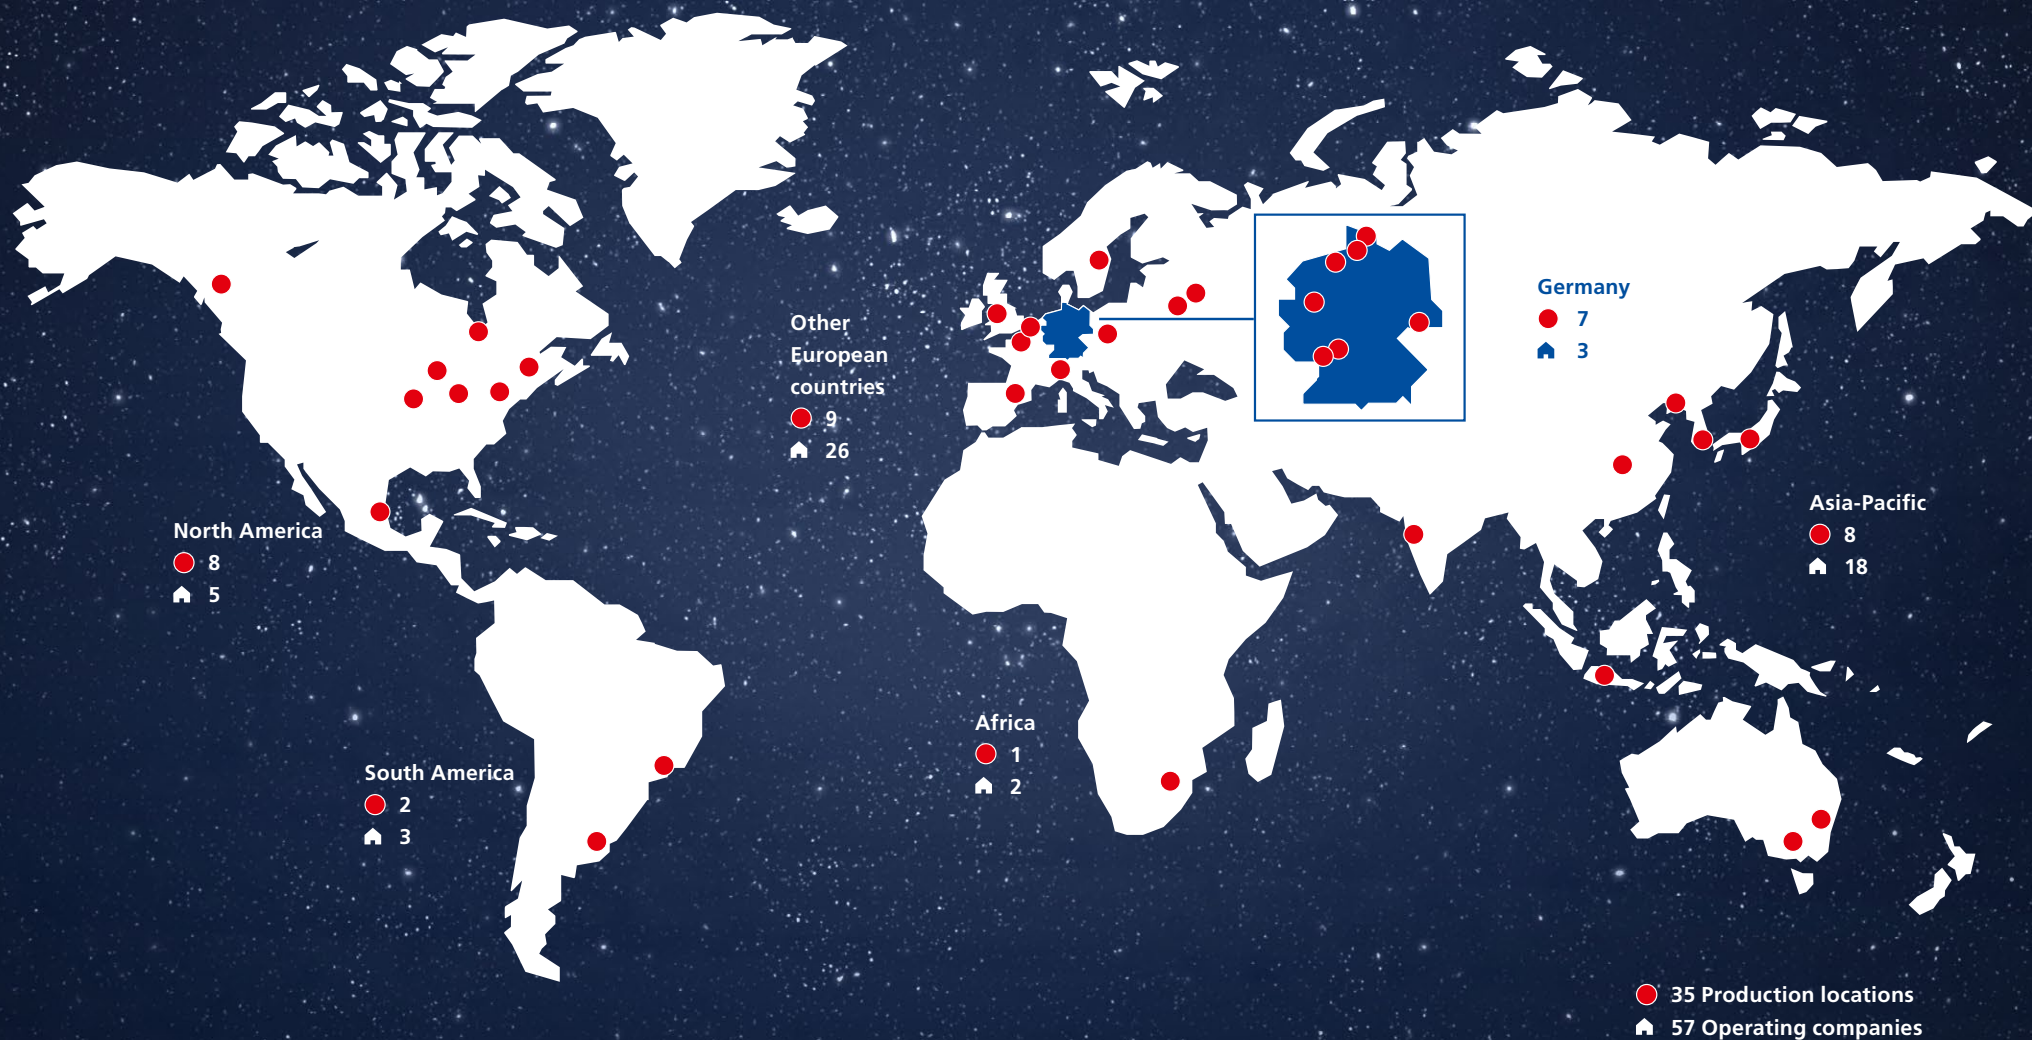 Other
European
countries
9
26
Germany
7
3
North America
8
5
Asia-Pacific
8
18
South America
2
3
Africa
1
2
35 Production locations
57 Operating companies